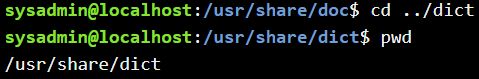 sysadmin@localhost:/usr/share/doc$ cd ../dict
sysadmin@localhost:/usr/share/dict$ pwd
/usr/share/dict